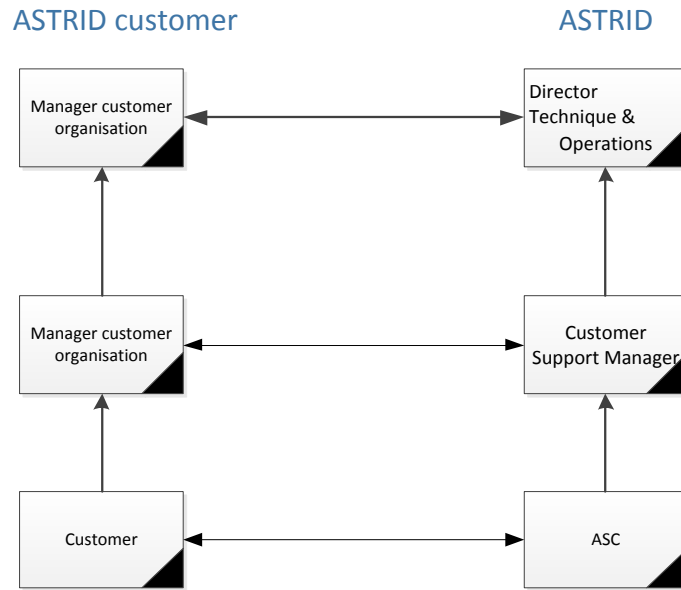 ASTRID customer
ASTRID
Manager customer
organisation
Director
Technique &
Operations
Manager customer
organisation
Customer
Support Manager
Customer
ASC